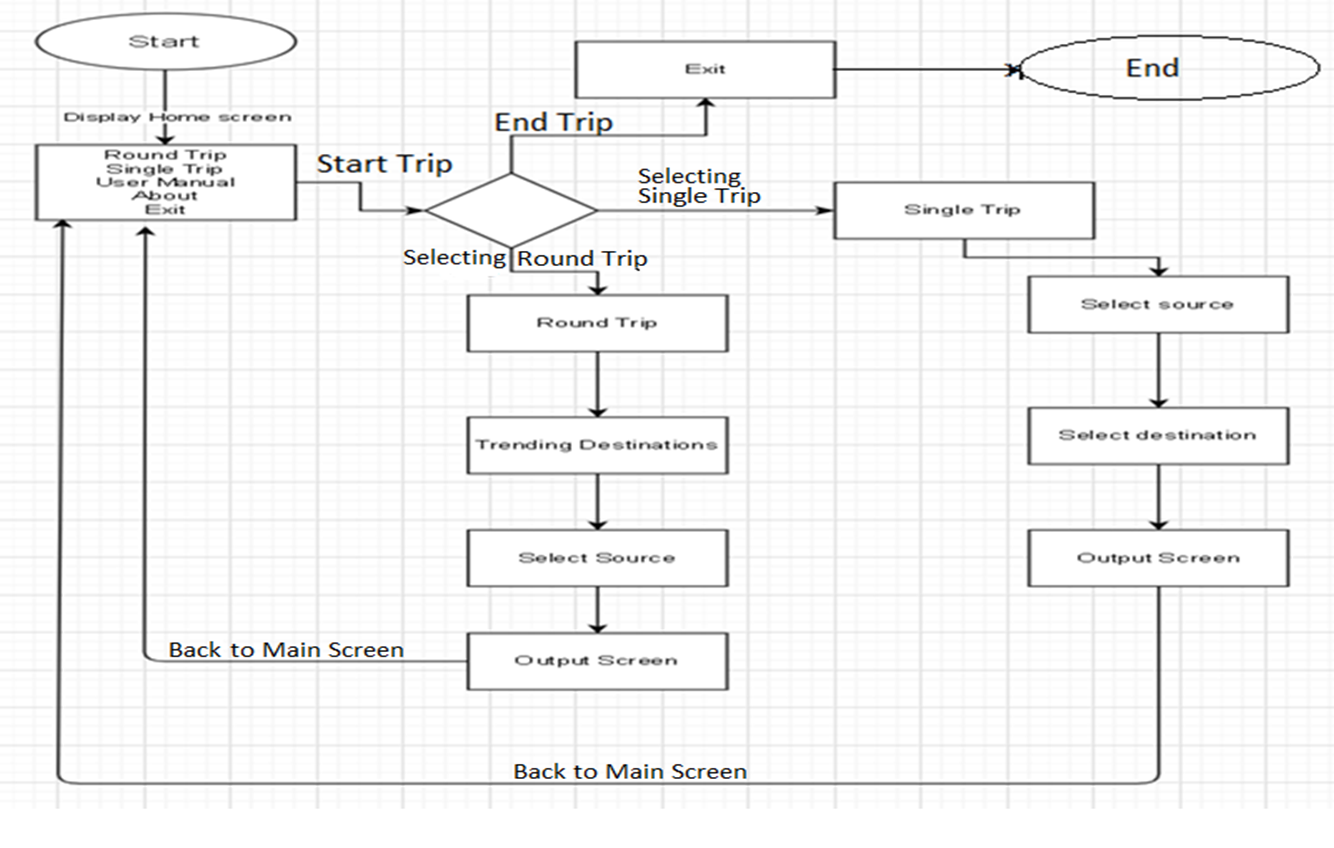 Start
Display Home screen
Round Trip
Single Trip
User Manual
About
Exit
Start Trip
End Trip
Exit
End
Selecting
Single Trip
Single Trip
Select source
Select destination
Output Screen
Selecting Round Trip
Round Trip
Trending Destinations
Select Source
Output Screen
Back to Main Screen
Back to Main Screen